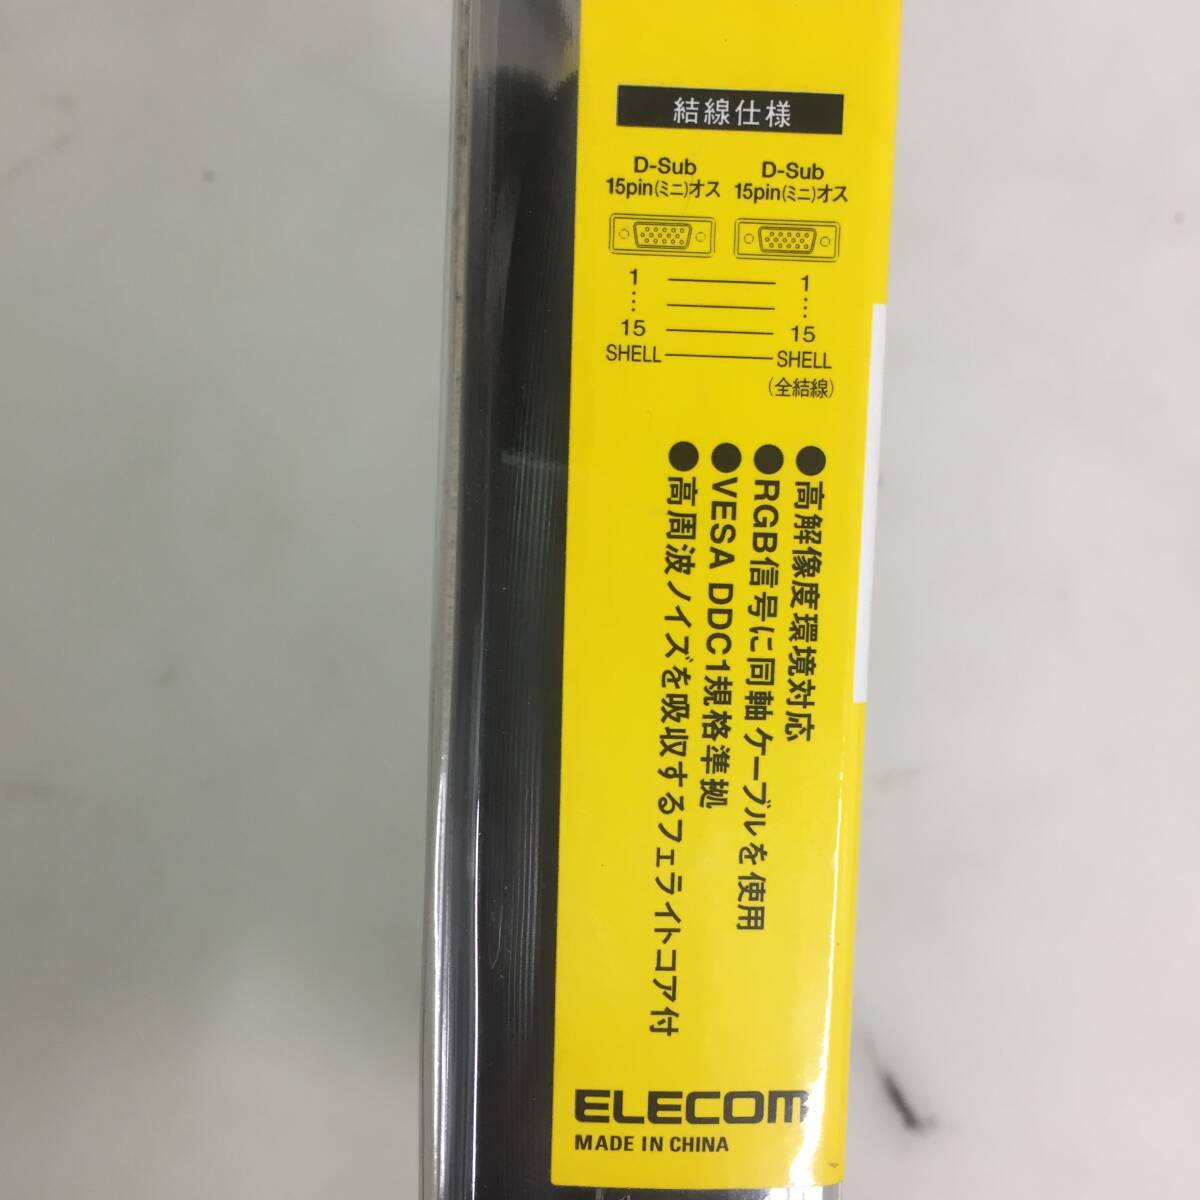 結線仕様
D-Sub
15pin(ミニ)オス
D-Sub
15pin(ミニ)オス
1 1
⋮ ⋮
15 15
SHELL SHELL
(全結線)
●高解像度環境対応
●RGB信号に同軸ケーブルを使用
●VESA DDC1規格準拠
●高周波ノイズを吸収するフェライトコア付
ELECOM
MADE IN CHINA